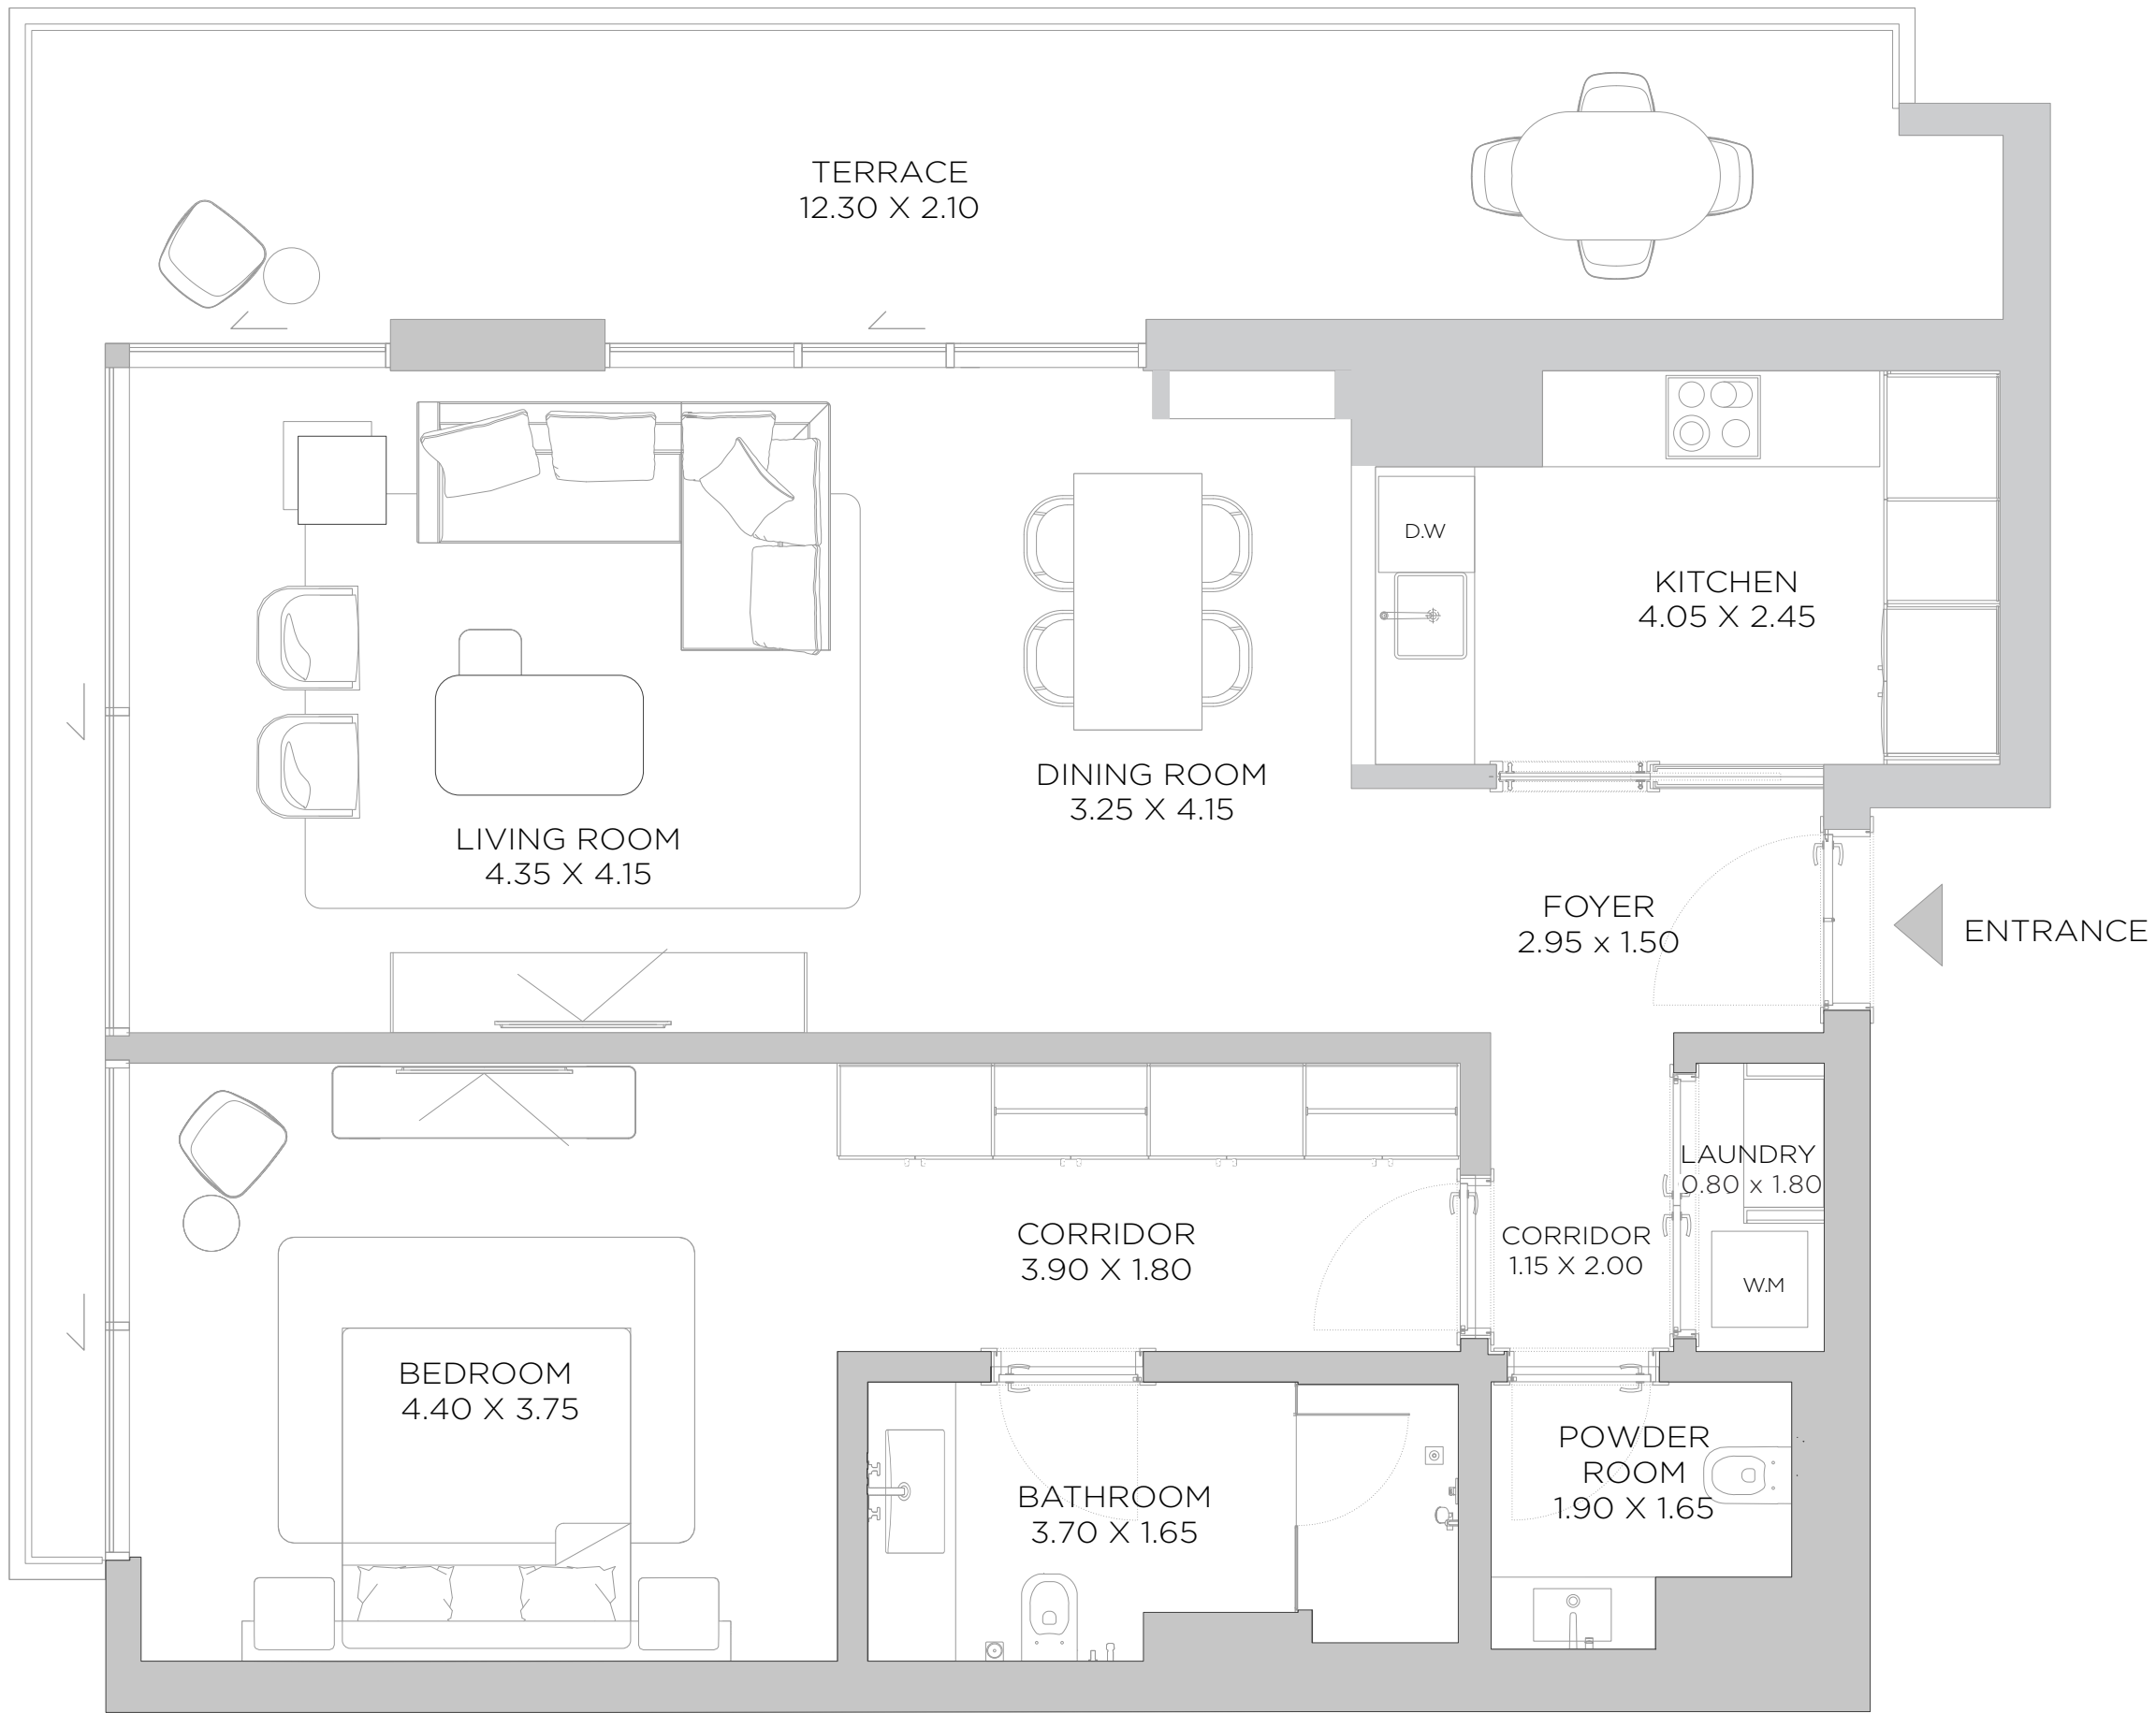 TERRACE
12.30 X 2.10
D.W
KITCHEN
4.05 X 2.45
DINING ROOM
3.25 X 4.15
LIVING ROOM
4.35 X 4.15
FOYER
2.95 x 1.50
ENTRANCE
LAUNDRY
0.80 x 1.80
CORRIDOR
3.90 X 1.80
CORRIDOR
1.15 X 2.00
W.M
BEDROOM
4.40 X 3.75
POWDER
ROOM
1.90 X 1.65
BATHROOM
3.70 X 1.65